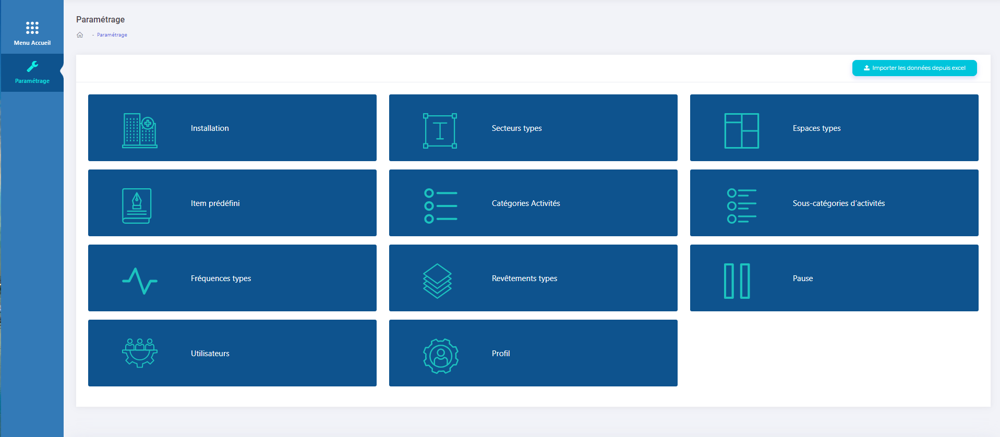 Menu Accueil
Paramétrage
Paramétrage
- Paramétrage
Importer les données depuis excel
Installation
Secteurs types
Espaces types
Item prédéfini
Catégories Activités
Sous-catégories d'activités
Fréquences types
Revêtements types
Pause
Utilisateurs
Profil